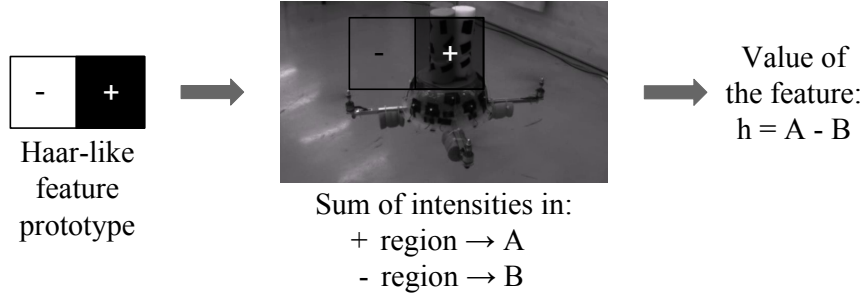 - +
Haar-like
feature
prototype
- +
Sum of intensities in:
+ region → A
- region → B
Value of
the feature:
h = A - B